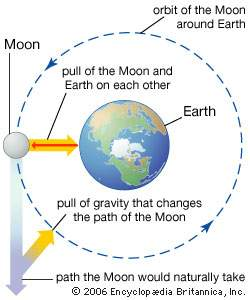 orbit of the Moon
around Earth
Moon
pull of the Moon and
Earth on each other
Earth
pull of gravity that changes
the path of the Moon
path the Moon would naturally take
© 2006 Encyclopædia Britannica, Inc.